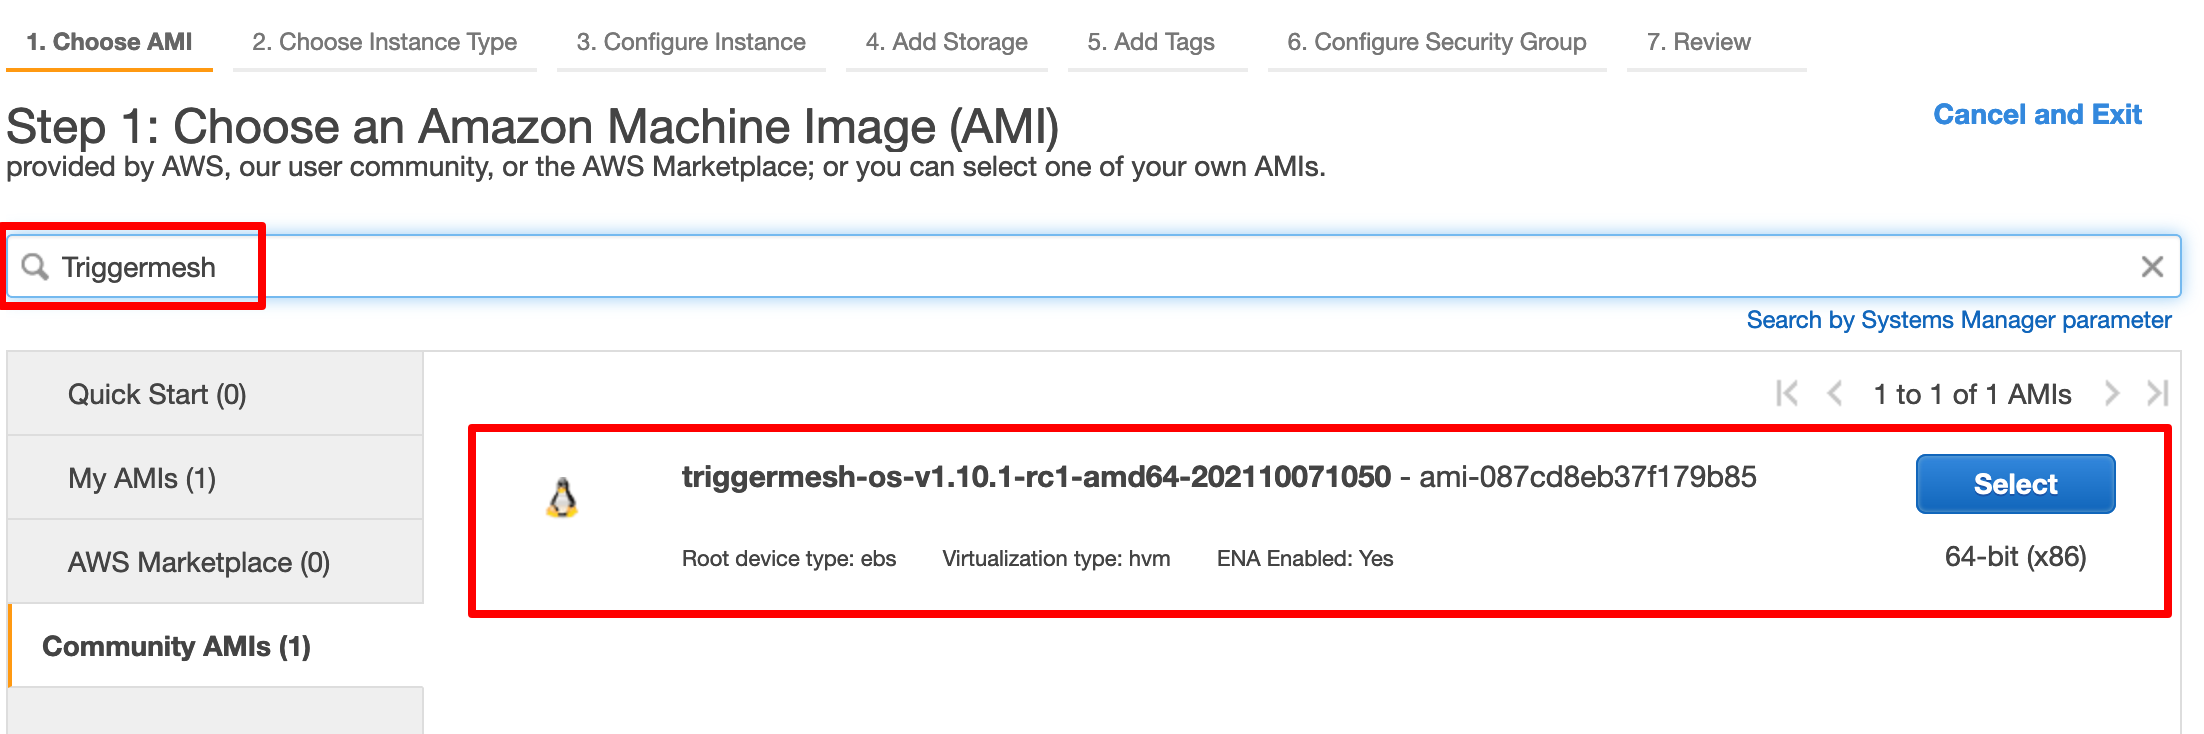 1. Choose AMI 2. Choose Instance Type 3. Configure Instance 4. Add Storage 5. Add Tags 6. Configure Security Group 7. Review
Step 1: Choose an Amazon Machine Image (AMI)
Cancel and Exit
provided by AWS, our user community, or the AWS Marketplace; or you can select one of your own AMIs.
Triggermesh
Search by Systems Manager parameter
Quick Start (0)
My AMIs (1)
AWS Marketplace (0)
Community AMIs (1)
1 to 1 of 1 AMIs
triggermesh-os-v1.10.1-rc1-amd64-202110071050 - ami-087cd8eb37f179b85
Select
Root device type: ebs Virtualization type: hvm ENA Enabled: Yes
64-bit (x86)